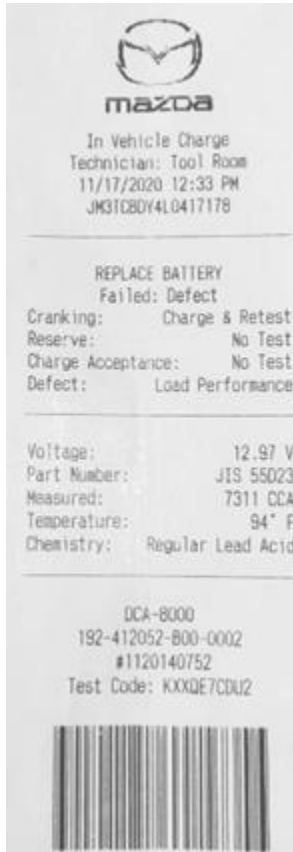 mazda
In Vehicle Charge
Technician: Tool Room
11/17/2020 12:33 PM
JM3TCBDY4L0417178
REPLACE BATTERY
Failed: Defect
Cranking: Charge & Retest
Reserve: No Test
Charge Acceptance: No Test
Defect: Load Performance
Voltage: 12.97 V
Part Number: JIS 55D23
Measured: 7311 CCA
Temperature: 94° F
Chemistry: Regular Lead Acid
DCA-8000
192-412052-B00-0002
#1120140752
Test Code: KXXQE7CDU2